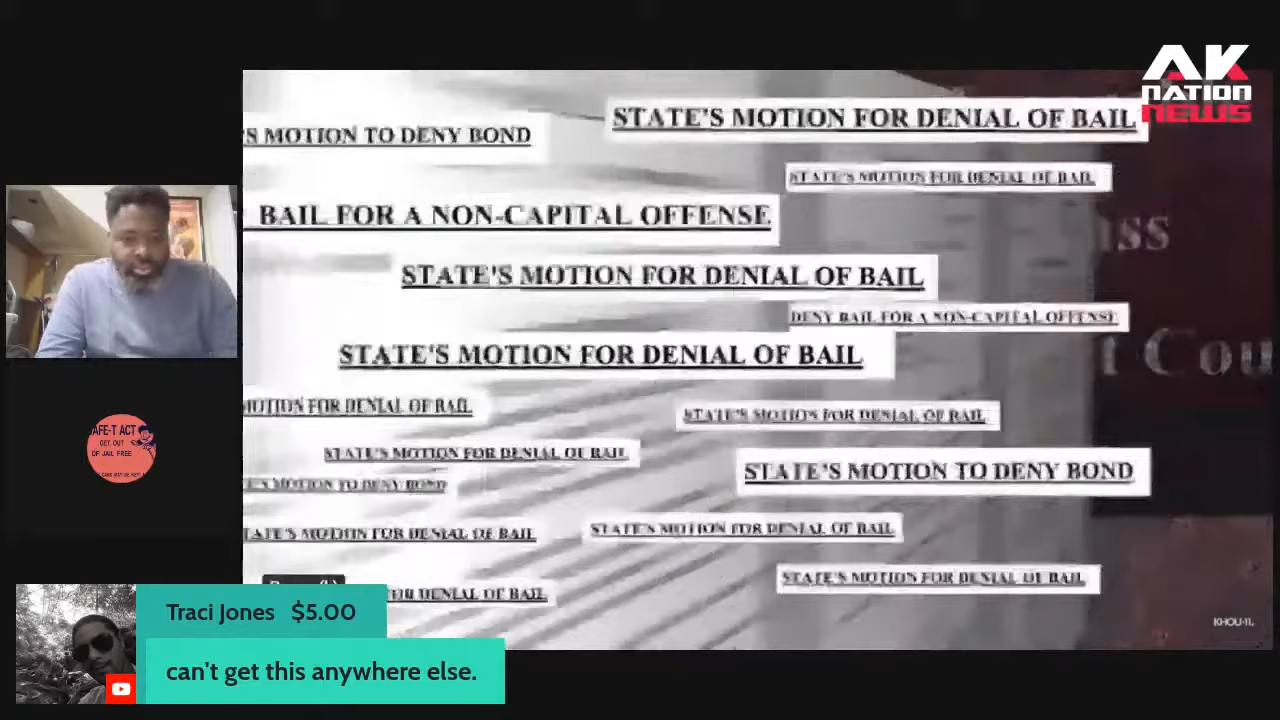 AK
NATION
NEWS
STATE'S MOTION FOR DENIAL OF BAIL
'S MOTION TO DENY BOND
STATE'S MOTION FOR DENIAL OF BAIL
BAIL FOR A NON-CAPITAL OFFENSE
STATE'S MOTION FOR DENIAL OF BAIL
DENY BAIL FOR A NON-CAPITAL OFFENSE
STATE'S MOTION FOR DENIAL OF BAIL
MOTION FOR DENIAL OF BAIL
STATE'S MOTION FOR DENIAL OF BAIL
STATE'S MOTION FOR DENIAL OF BAIL
STATE'S MOTION TO DENY BOND
'S MOTION TO DENY BOND
STATE'S MOTION FOR DENIAL OF BAIL
TATE'S MOTION FOR DENIAL OF BAIL
STATE'S MOTION FOR DENIAL OF BAIL
FOR DENIAL OF BAIL
iss
t Cou
KHOU·11.
AFE-T ACT
GET OUT
OF JAIL FREE
Traci Jones $5.00
can't get this anywhere else.